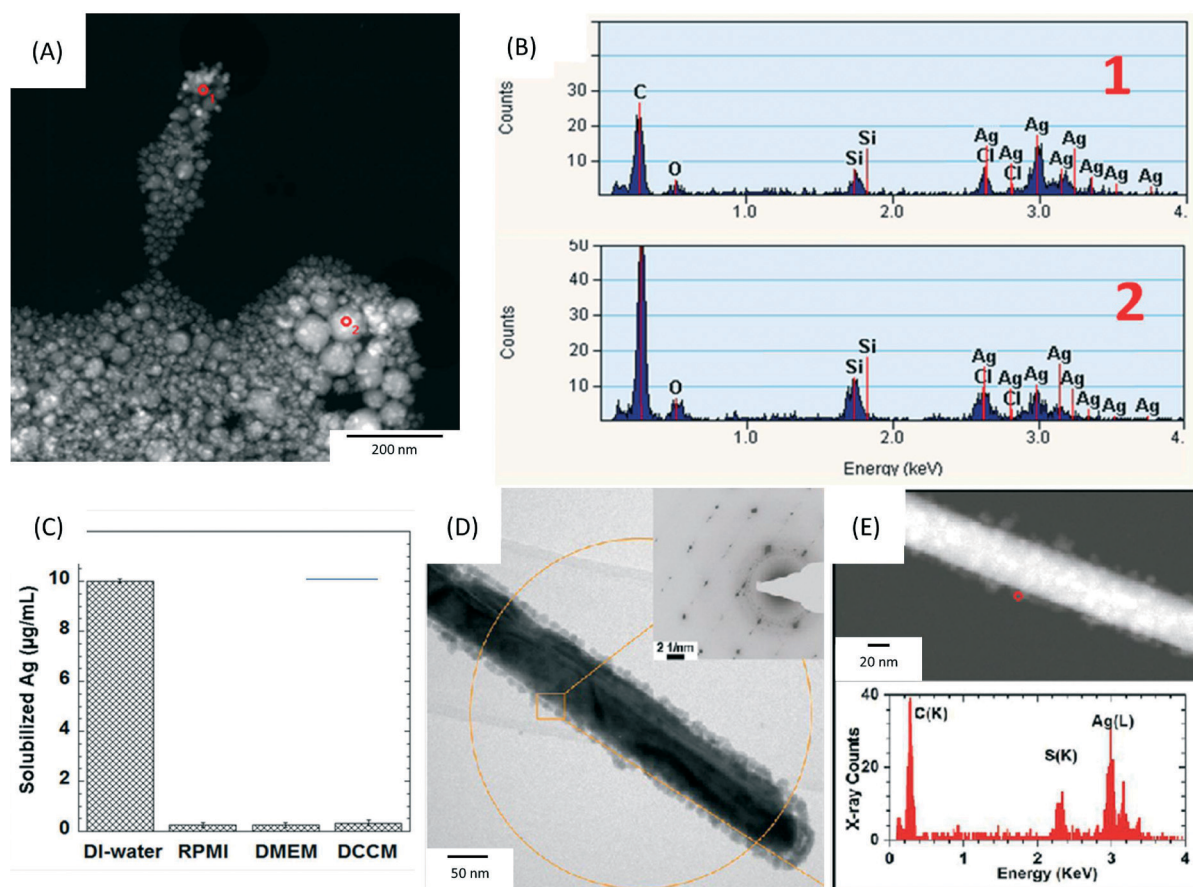 (A)
1
2
200 nm
(B)
1
Counts
30
20
10
C
O
Si
Si
Ag
Cl
Ag
Cl
Ag
Ag
Ag
Ag
Ag
Ag
1.0
2.0
3.0
4.
2
Counts
50
40
30
20
10
O
Si
Si
Ag
Cl
Ag
Cl
Ag
Ag
Ag
Ag
Ag
Ag
1.0
2.0
3.0
4.
Energy (keV)
(C)
Solubilized Ag (µg/mL)
10
8
6
4
2
0
DI-water RPMI DMEM DCCM
(D)
2 1/nm
50 nm
(E)
20 nm
X-ray Counts
40
20
0
C(K)
S(K)
Ag(L)
0 1 2 3 4
Energy (KeV)